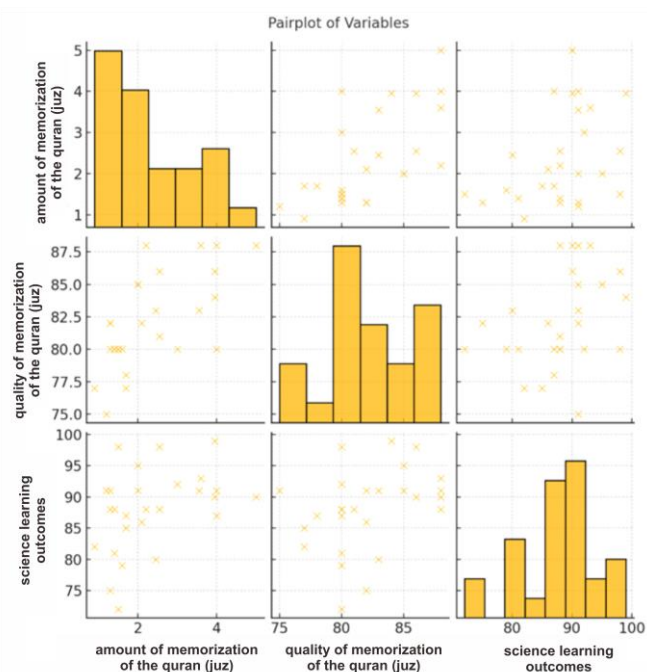 Pairplot of Variables
amount of memorization
of the quran (juz)
5
4
3
2
1
quality of memorization
of the quran (juz)
87.5
85.0
82.5
80.0
77.5
75.0
science learning
outcomes
100
95
90
85
80
75
2 4
75 80 85
80 90 100
amount of memorization
of the quran (juz)
quality of memorization
of the quran (juz)
science learning
outcomes